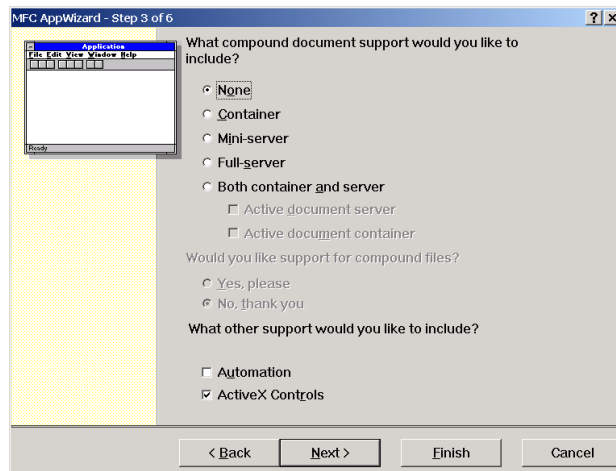 MFC AppWizard - Step 3 of 6
Application
File Edit View Window Help
Ready
What compound document support would you like to
include?
None
Container
Mini-server
Full-server
Both container and server
Active document server
Active document container
Would you like support for compound files?
Yes, please
No, thank you
What other support would you like to include?
Automation
ActiveX Controls
< Back Next > Finish Cancel